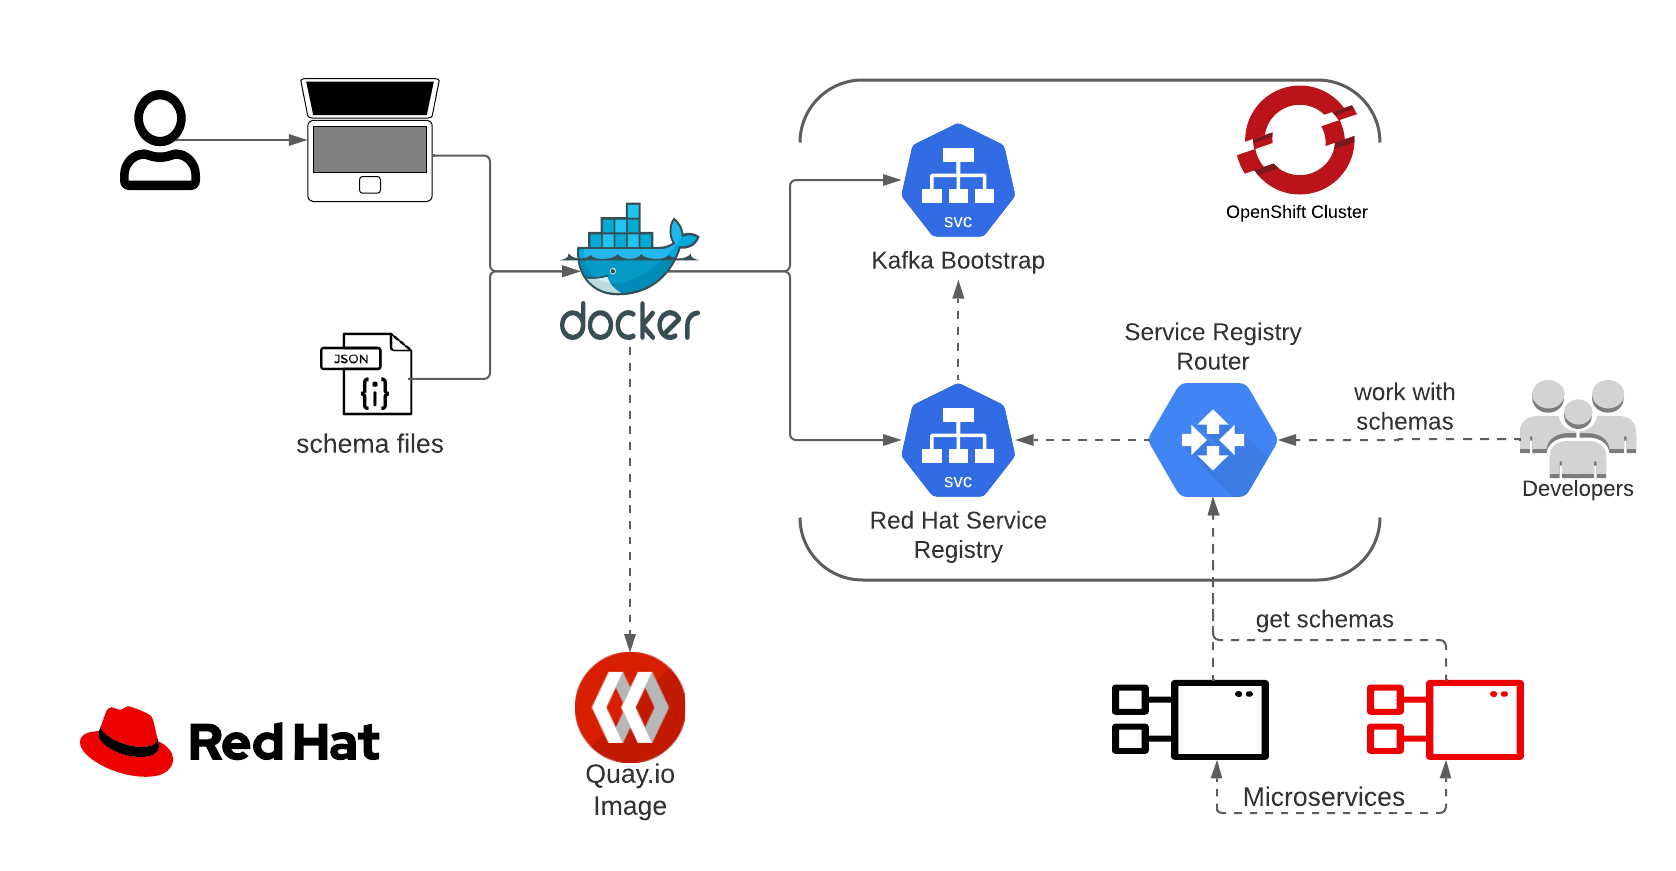 OpenShift Cluster
svc
Kafka Bootstrap
docker
JSON
{i}
schema files
Service Registry
Router
work with
schemas
svc
Developers
Red Hat Service
Registry
get schemas
Red Hat
Quay.io
Image
Microservices